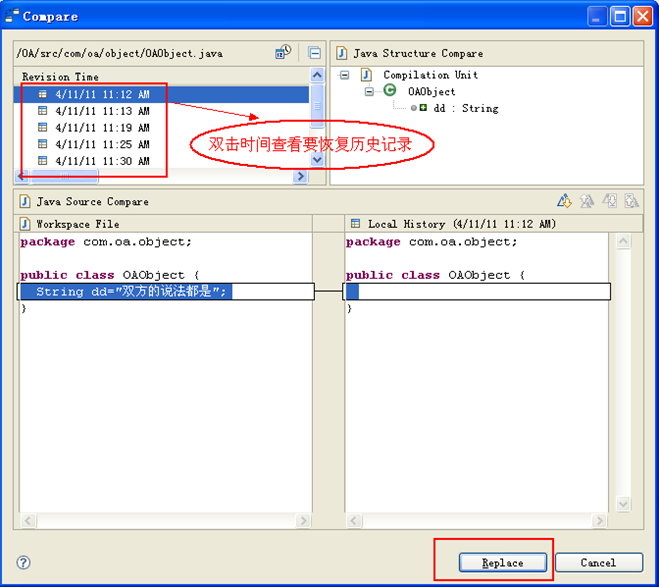 Compare
/OA/src/com/oa/object/OAObject.java
Revision Time
4/11/11 11:12 AM
4/11/11 11:13 AM
4/11/11 11:19 AM
4/11/11 11:25 AM
4/11/11 11:30 AM
双击时间查看要恢复历史记录
Java Structure Compare
Compilation Unit
OAObject
dd : String
Java Source Compare
Workspace File
package com.oa.object;
public class OAObject {
String dd="双方的说法都是";
}
Local History (4/11/11 11:12 AM)
package com.oa.object;
public class OAObject {
}
Replace
Cancel